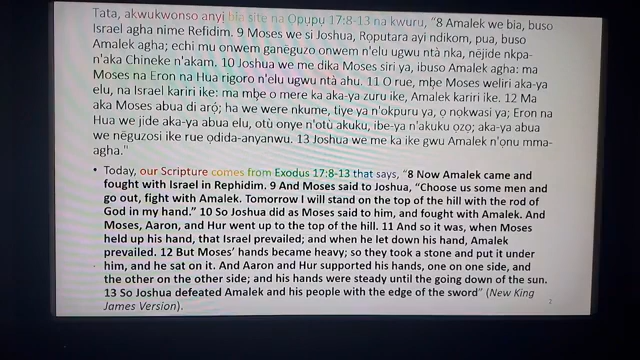 Tata, akwukwonso anyị bia site na Ọpụpụ 17:8-13 na kwuru, "8 Amalek we bia, buso
Israel agha nime Refidim. 9 Moses we si Joshua, Roputara ayi ndikom, pua, buso
Amalek agha; echi mu onwem ganēguzo onwem n'elu ugwu ntà nka, nējide nkpa-
n'aka Chineke n'akam. 10 Joshua we me dika Moses siri ya, ibuso Amalek agha: ma
Moses na Eron na Hua rigoro n'elu ugwu ntà ahu. 11 O rue, mḅe Moses weliri aka-ya
elu, na Israel kariri ike: ma mḅe o mere ka aka-ya zuru ike, Amalek kariri ike. 12 Ma
aka Moses abua di arọ́; ha we were nkume, tiye ya n'okpuru ya, ọ nọkwasi ya; Eron na
Hua we jide aka-ya abua elu, otù onye n'otù akuku, ibe-ya n'akuku ọzọ; aka-ya abua
we nēguzosi ike rue ọdida-anyanwu. 13 Joshua we me ka ike gwu Amalek n'ọnu mma-
agha."
• Today, our Scripture comes from Exodus 17:8-13 that says, "8 Now Amalek came and
fought with Israel in Rephidim. 9 And Moses said to Joshua, "Choose us some men and
go out, fight with Amalek. Tomorrow I will stand on the top of the hill with the rod of
God in my hand." 10 So Joshua did as Moses said to him, and fought with Amalek. And
Moses, Aaron, and Hur went up to the top of the hill. 11 And so it was, when Moses
held up his hand, that Israel prevailed; and when he let down his hand, Amalek
prevailed. 12 But Moses' hands became heavy; so they took a stone and put it under
him, and he sat on it. And Aaron and Hur supported his hands, one on one side, and
the other on the other side; and his hands were steady until the going down of the sun.
13 So Joshua defeated Amalek and his people with the edge of the sword" (New King
James Version).
2